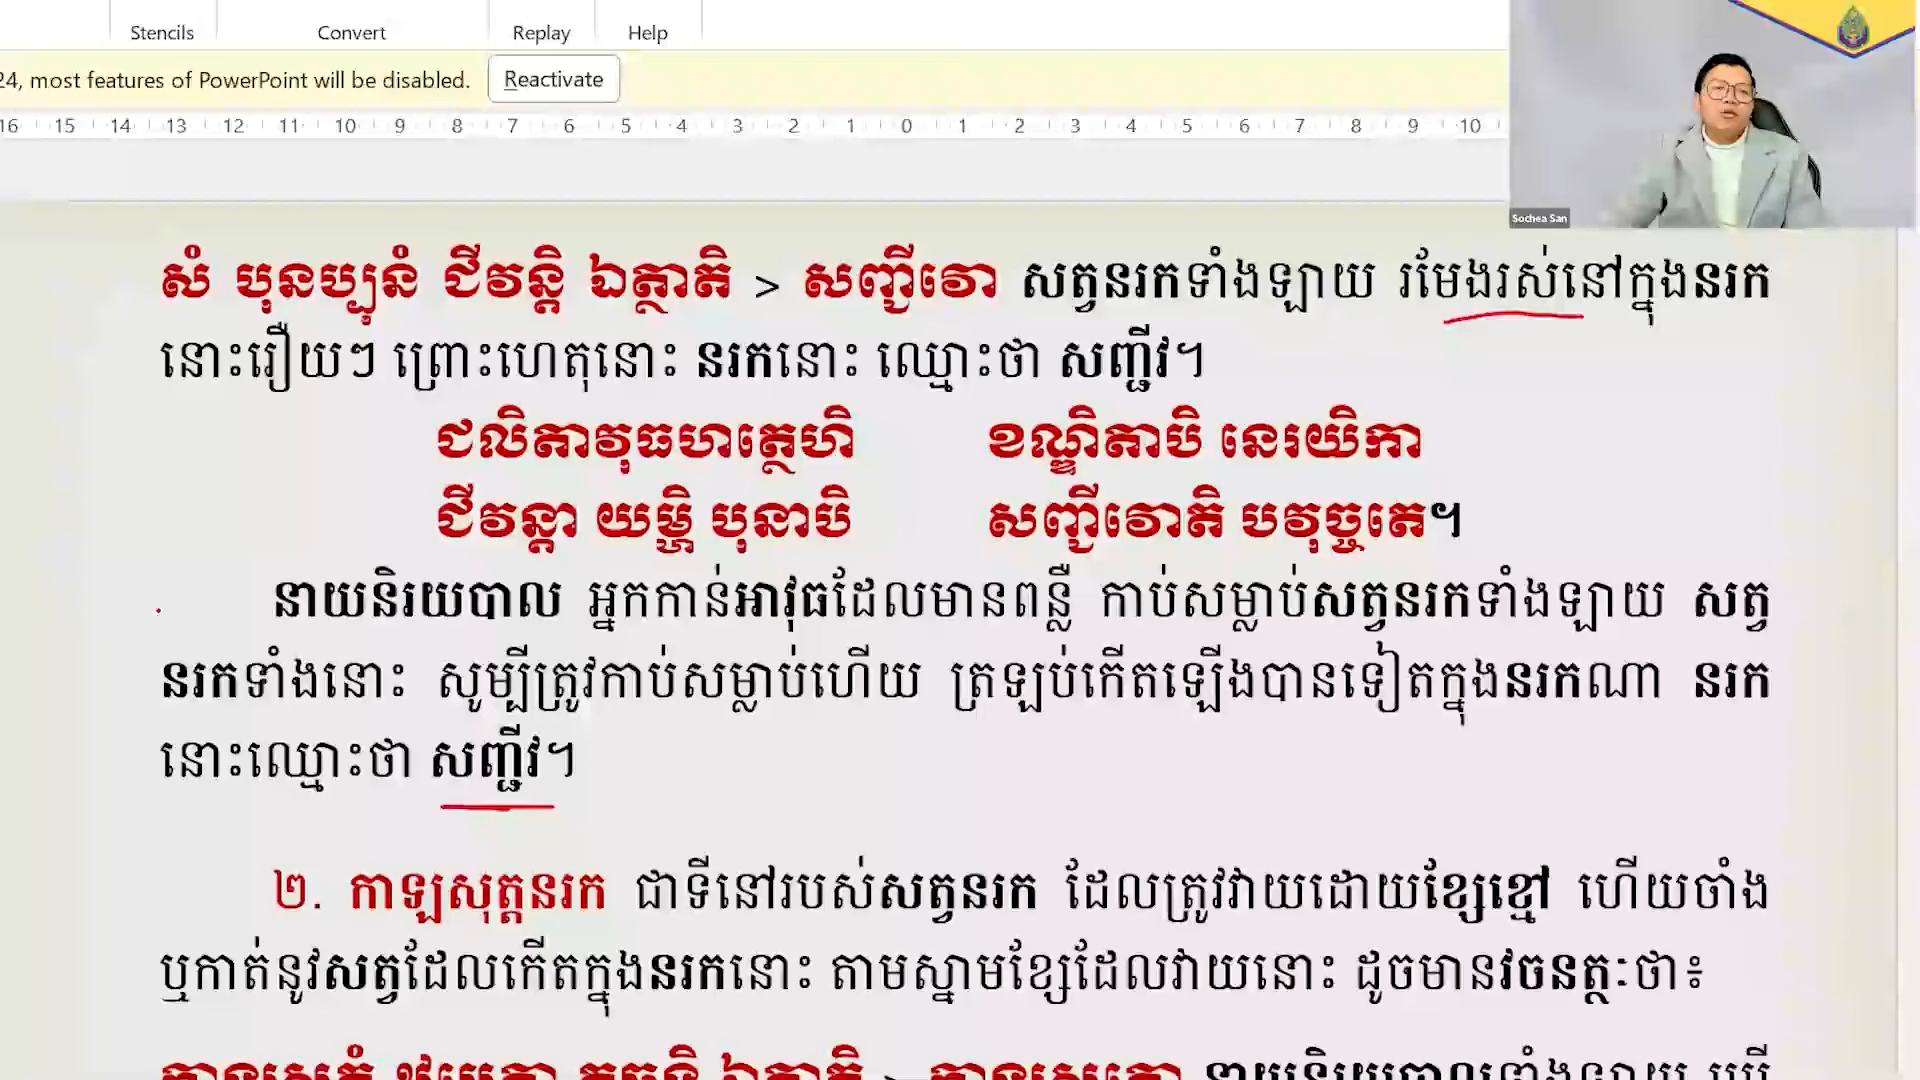 Stencils Convert Replay Help
24, most features of PowerPoint will be disabled. Reactivate
16 15 14 13 12 11 10 9 8 7 6 5 4 3 2 1 0 1 2 3 4 5 6 7 8 9 10
Sochea San
សំ បុនប្បុនំ ជីវន្តិ ឯត្ថាតិ > សញ្ជីវោ សត្វនរកទាំងឡាយ រមែងរស់នៅក្នុងនរក
នោះរឿយៗ ព្រោះហេតុនោះ នរកនោះ ឈ្មោះថា សញ្ជីវ។
ជលិតាវុធហត្ថេហិ ខណ្ឌិតាបិ នេរយិកា
ជីវន្តា យម្ហិ បុនាបិ សញ្ជីវោតិ បវុច្ចតេ។
នាយនិរយបាល អ្នកកាន់អាវុធដែលមានពន្លឺ កាប់សម្លាប់សត្វនរកទាំងឡាយ សត្វ
នរកទាំងនោះ សូម្បីត្រូវកាប់សម្លាប់ហើយ ត្រឡប់កើតឡើងបានទៀតក្នុងនរកណា នរក
នោះឈ្មោះថា សញ្ជីវ។
២. កាឡសុត្តនរក ជាទីនៅរបស់សត្វនរក ដែលត្រូវវាយដោយខ្សែខ្មៅ ហើយចាំង
ឬកាត់នូវសត្វដែលកើតក្នុងនរកនោះ តាមស្នាមខ្សែដែលវាយនោះ ដូចមានវចនត្ថៈថា៖